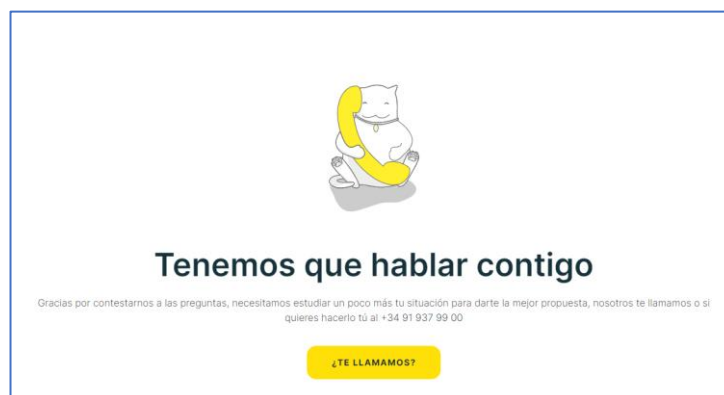 Tenemos que hablar contigo
Gracias por contestarnos a las preguntas, necesitamos estudiar un poco más tu situación para darte la mejor propuesta, nosotros te llamamos o si
quieres hacerlo tú al +34 91 937 99 00
¿TE LLAMAMOS?